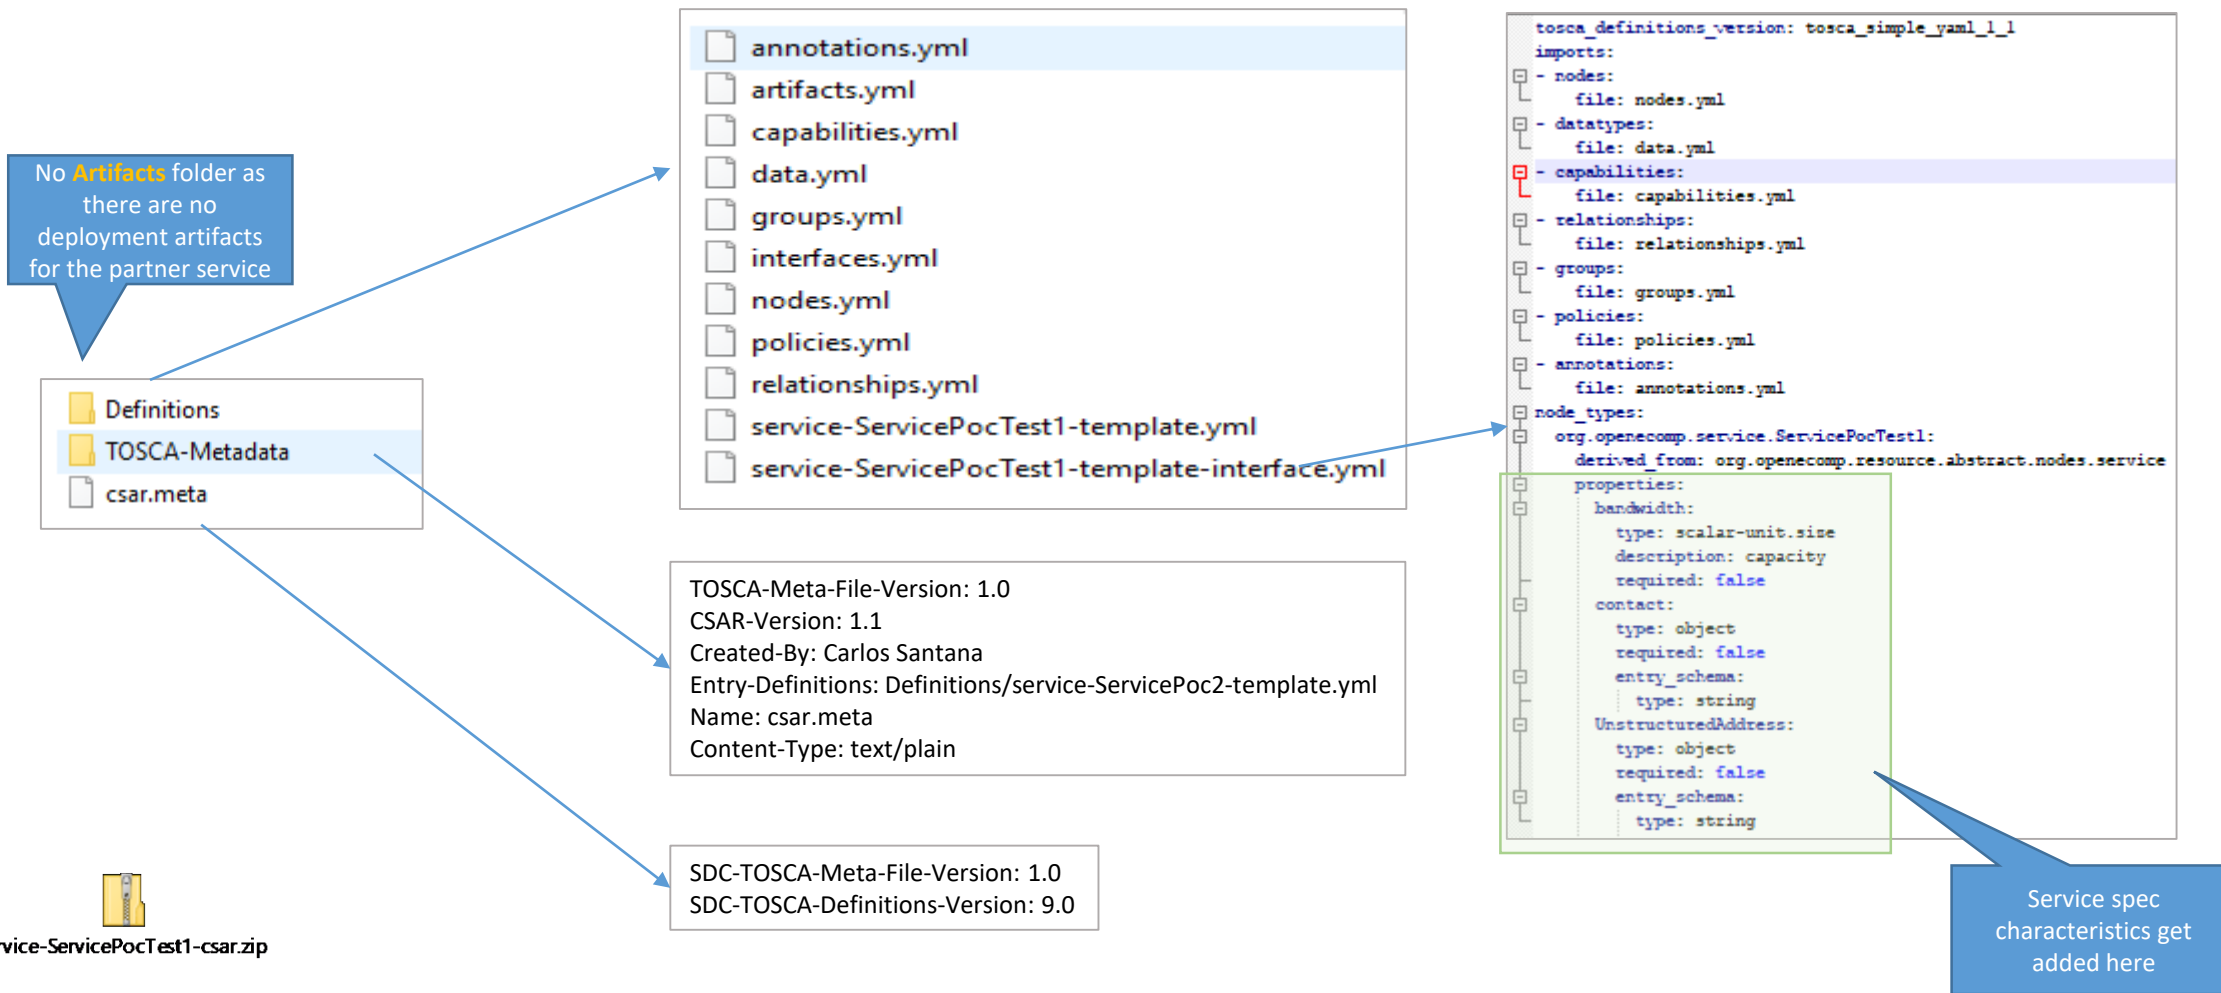 No Artifacts folder as
there are no
deployment artifacts
for the partner service
Definitions
TOSCA-Metadata
csar.meta
rvice-ServicePocTest1-csar.zip
annotations.yml
artifacts.yml
capabilities.yml
data.yml
groups.yml
interfaces.yml
nodes.yml
policies.yml
relationships.yml
service-ServicePocTest1-template.yml
service-ServicePocTest1-template-interface.yml
TOSCA-Meta-File-Version: 1.0
CSAR-Version: 1.1
Created-By: Carlos Santana
Entry-Definitions: Definitions/service-ServicePoc2-template.yml
Name: csar.meta
Content-Type: text/plain
SDC-TOSCA-Meta-File-Version: 1.0
SDC-TOSCA-Definitions-Version: 9.0
tosca_definitions_version: tosca_simple_yaml_1_1
imports:
- nodes:
file: nodes.yml
- datatypes:
file: data.yml
- capabilities:
file: capabilities.yml
- relationships:
file: relationships.yml
- groups:
file: groups.yml
- policies:
file: policies.yml
- annotations:
file: annotations.yml
node_types:
org.openecomp.service.ServicePocTest1:
derived_from: org.openecomp.resource.abstract.nodes.service
properties:
bandwidth:
type: scalar-unit.size
description: capacity
required: false
contact:
type: object
required: false
entry_schema:
type: string
UnstructuredAddress:
type: object
required: false
entry_schema:
type: string
Service spec
characteristics get
added here